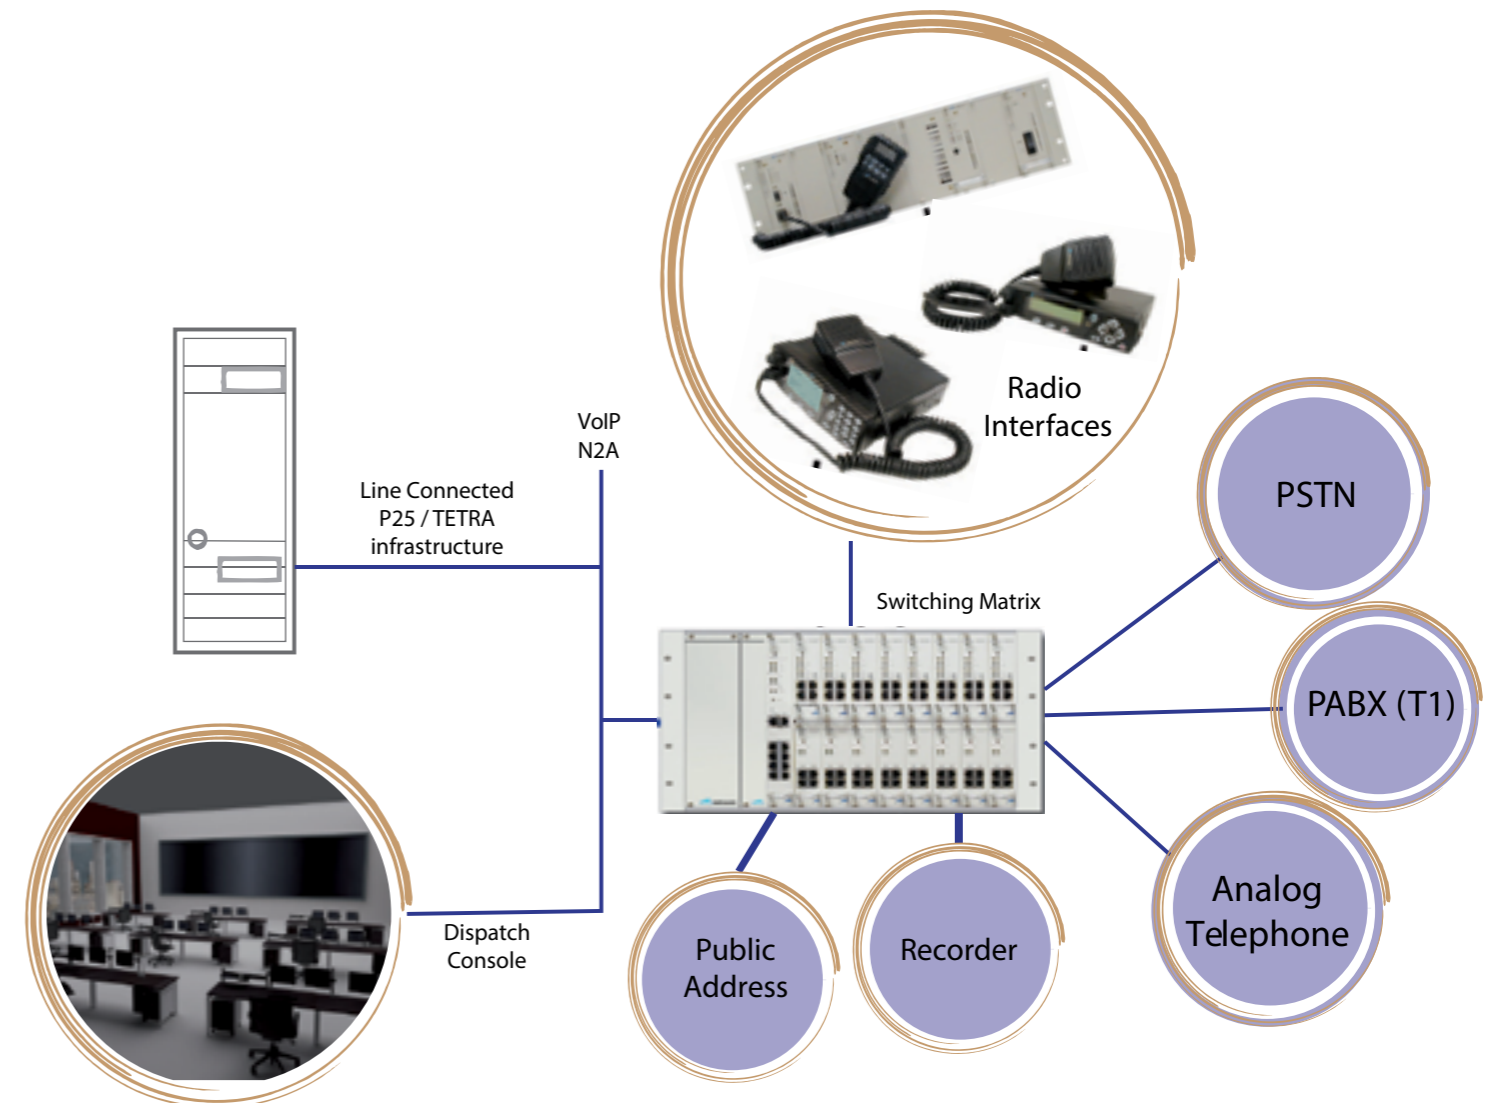 Radio
Interfaces
VoIP
N2A
Line Connected
P25 / TETRA
infrastructure
PSTN
Switching Matrix
PABX (T1)
Analog
Telephone
Dispatch
Console
Public
Address
Recorder